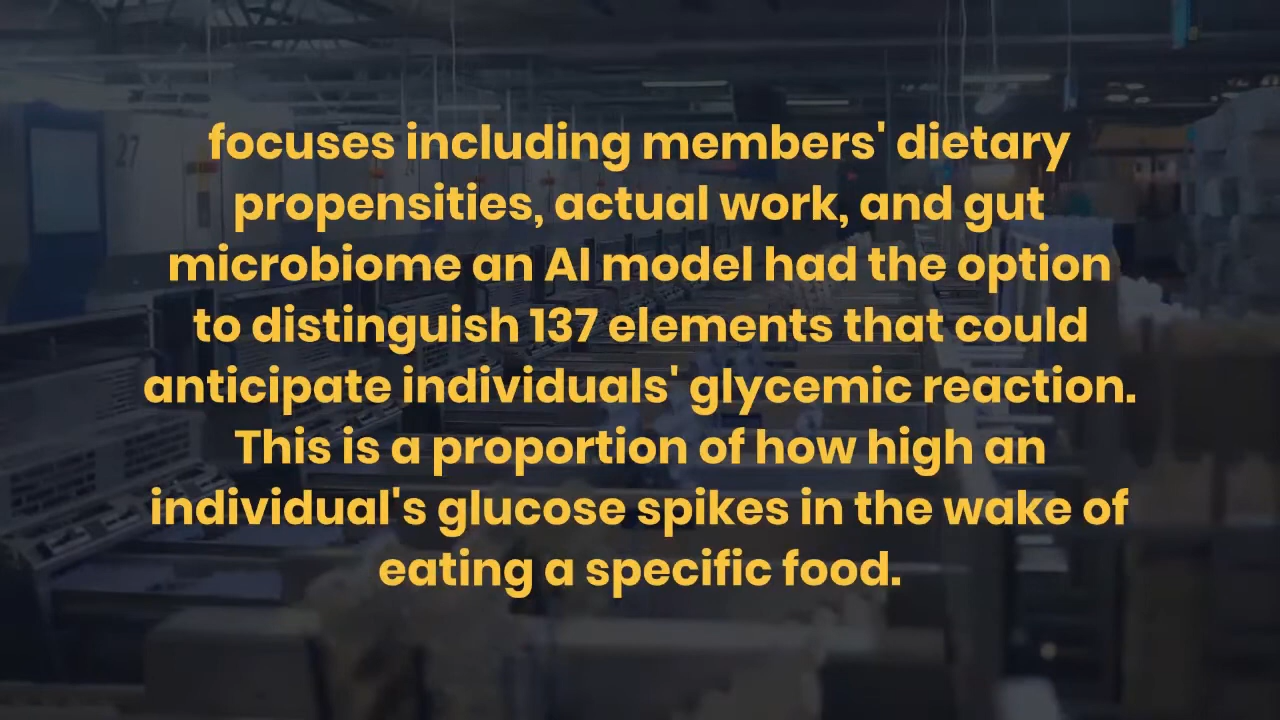 27
focuses including members' dietary
propensities, actual work, and gut
microbiome an AI model had the option
to distinguish 137 elements that could
anticipate individuals' glycemic reaction.
This is a proportion of how high an
individual's glucose spikes in the wake of
eating a specific food.